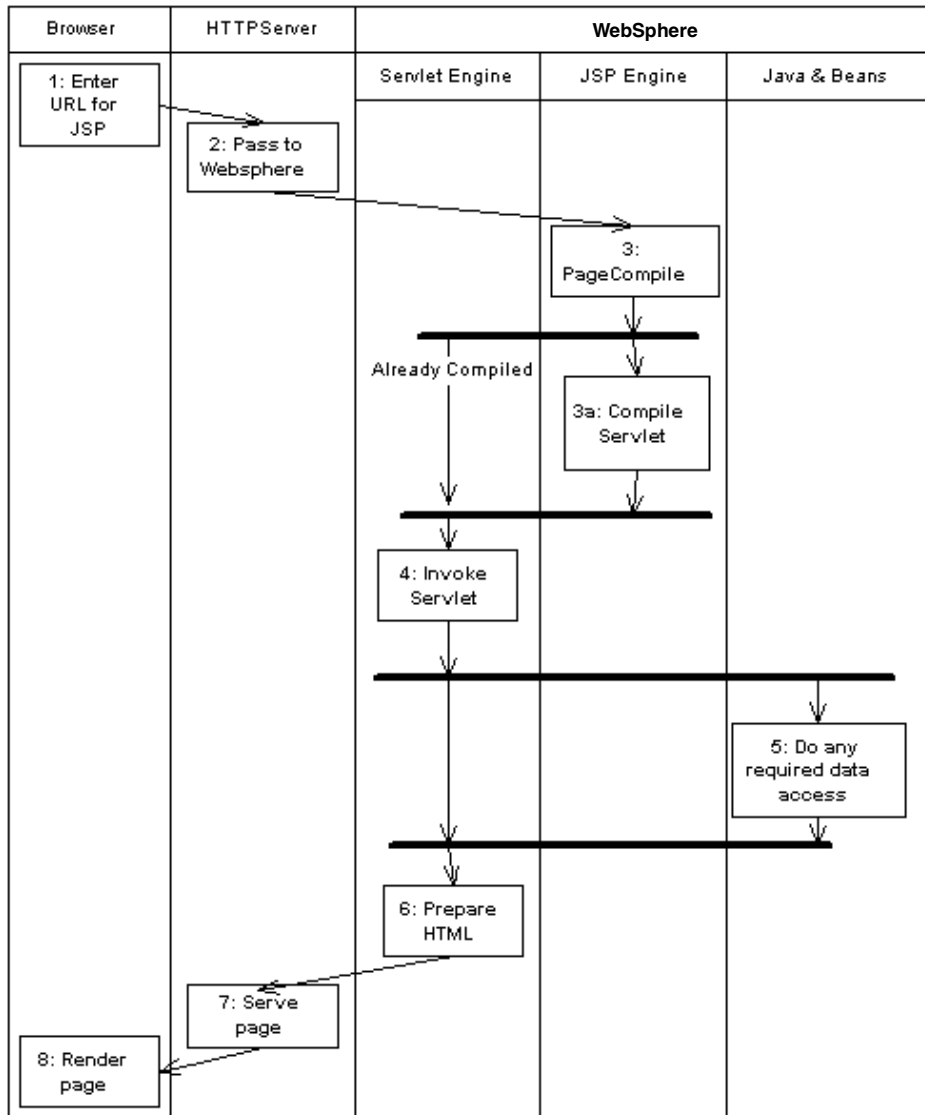 Browser
HTTPServer
WebSphere
Servlet Engine
JSP Engine
Java & Beans
1: Enter
URL for
JSP
2: Pass to
Websphere
3:
PageCompile
Already Compiled
3a: Compile
Servlet
4: Invoke
Servlet
5: Do any
required data
access
6: Prepare
HTML
7: Serve
page
8: Render
page